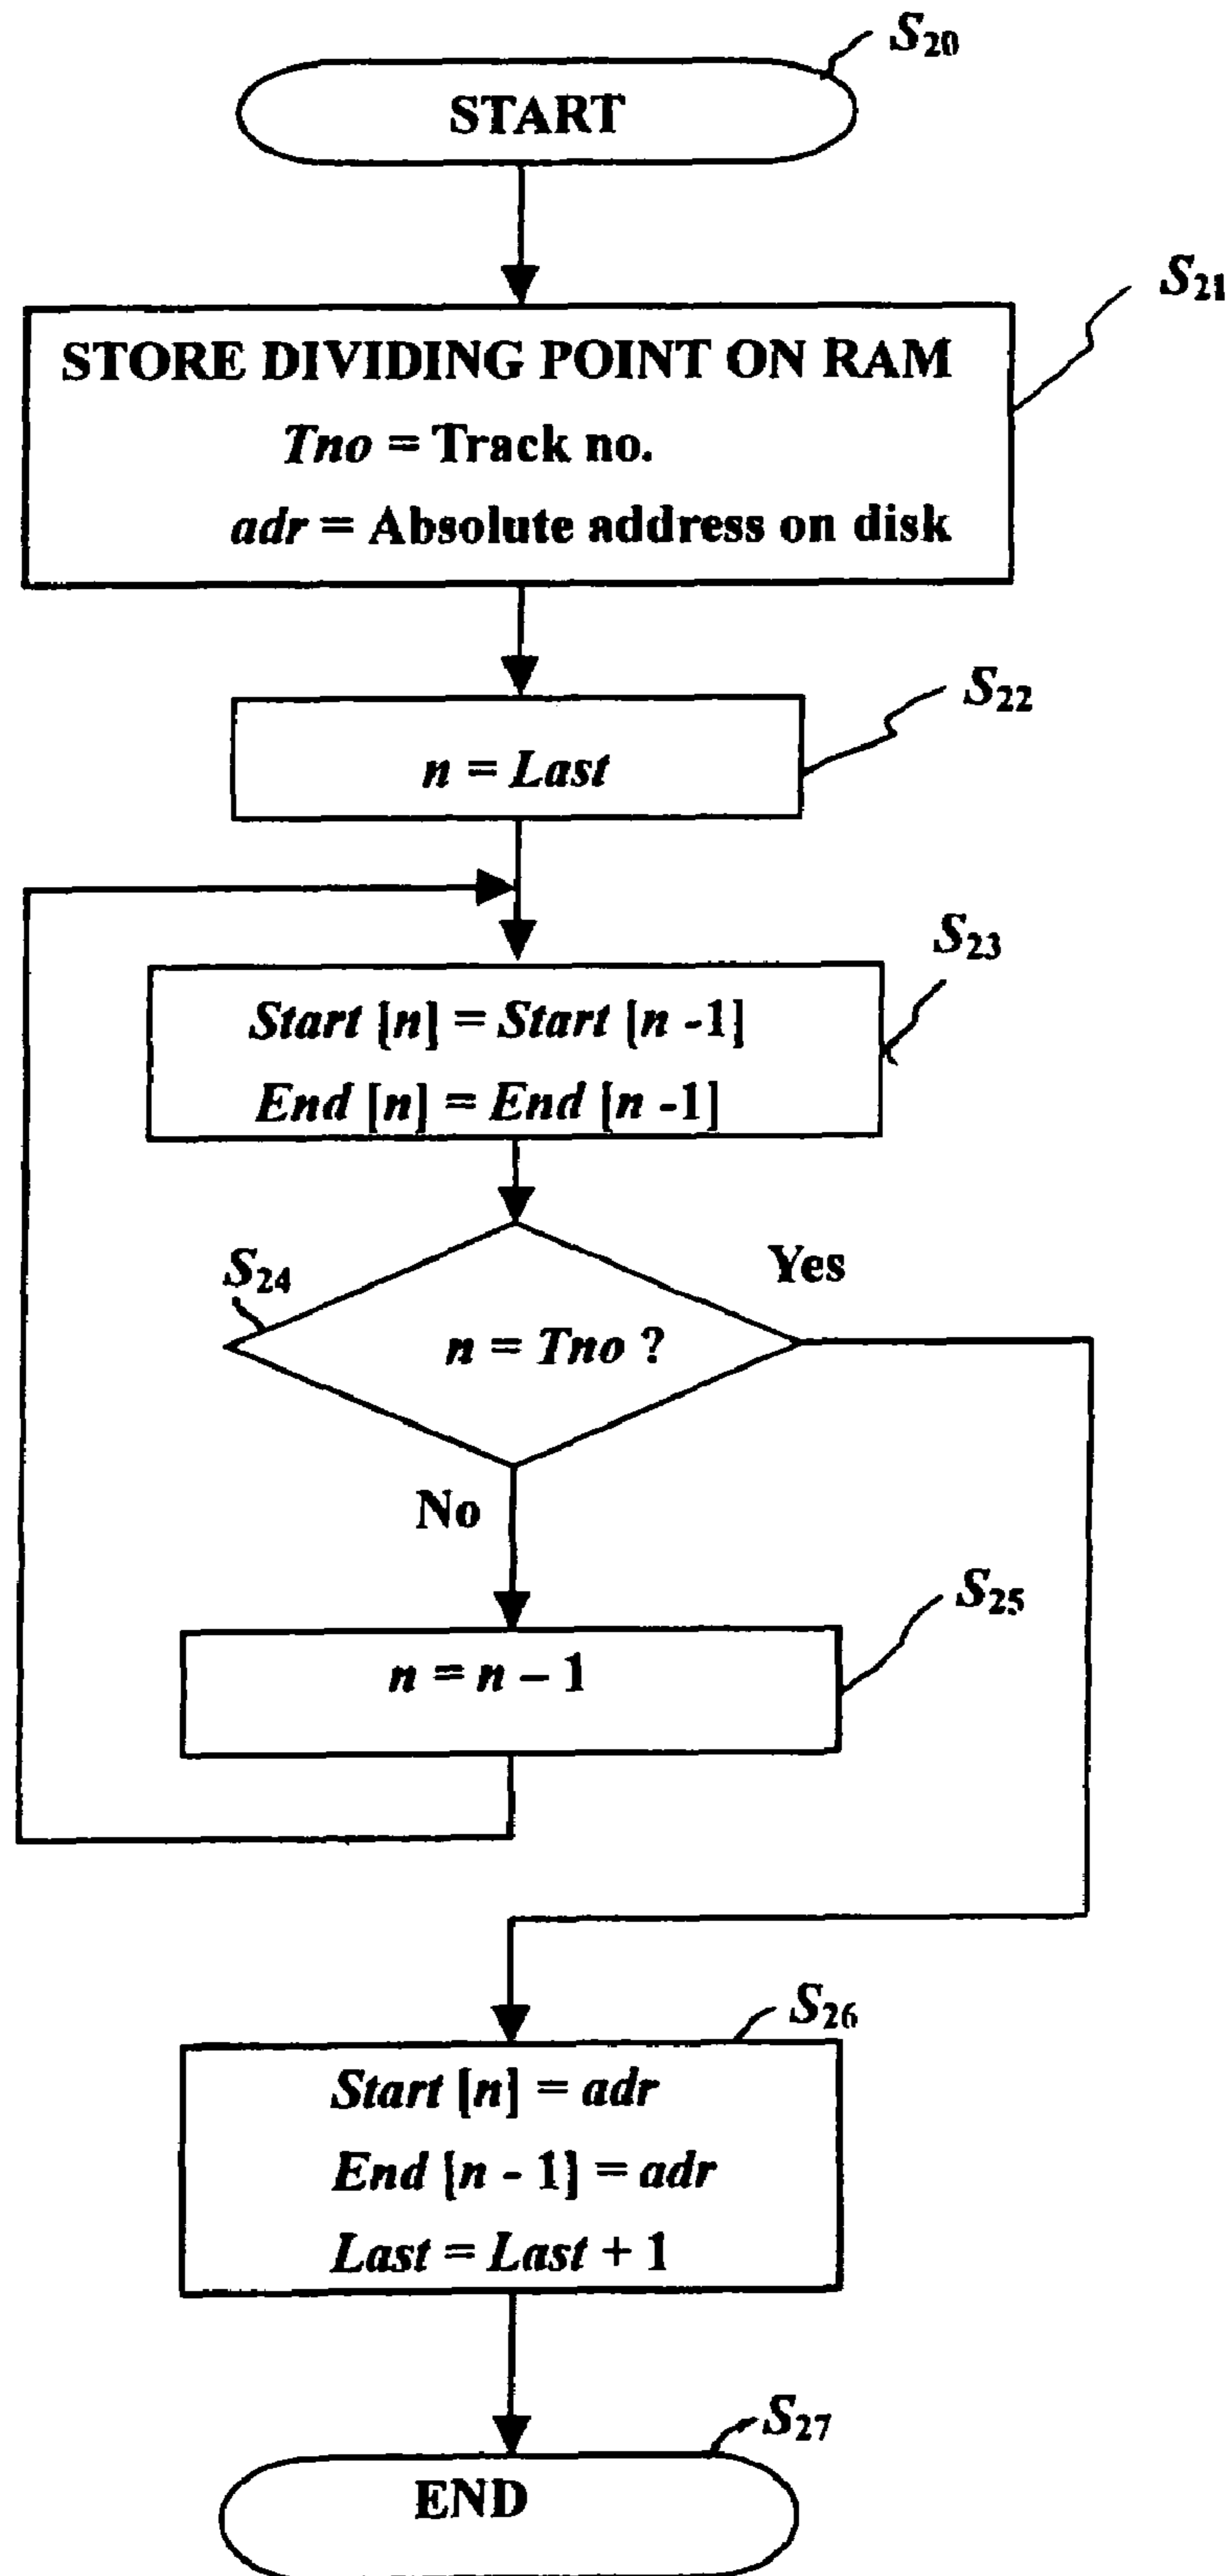 S20
START
S21
STORE DIVIDING POINT ON RAM
Tno = Track no.
adr = Absolute address on disk
S22
n = Last
S23
Start [n] = Start [n -1]
End [n] = End [n -1]
S24
Yes
n = Tno ?
No
S25
n = n – 1
S26
Start [n] = adr
End [n - 1] = adr
Last = Last + 1
S27
END